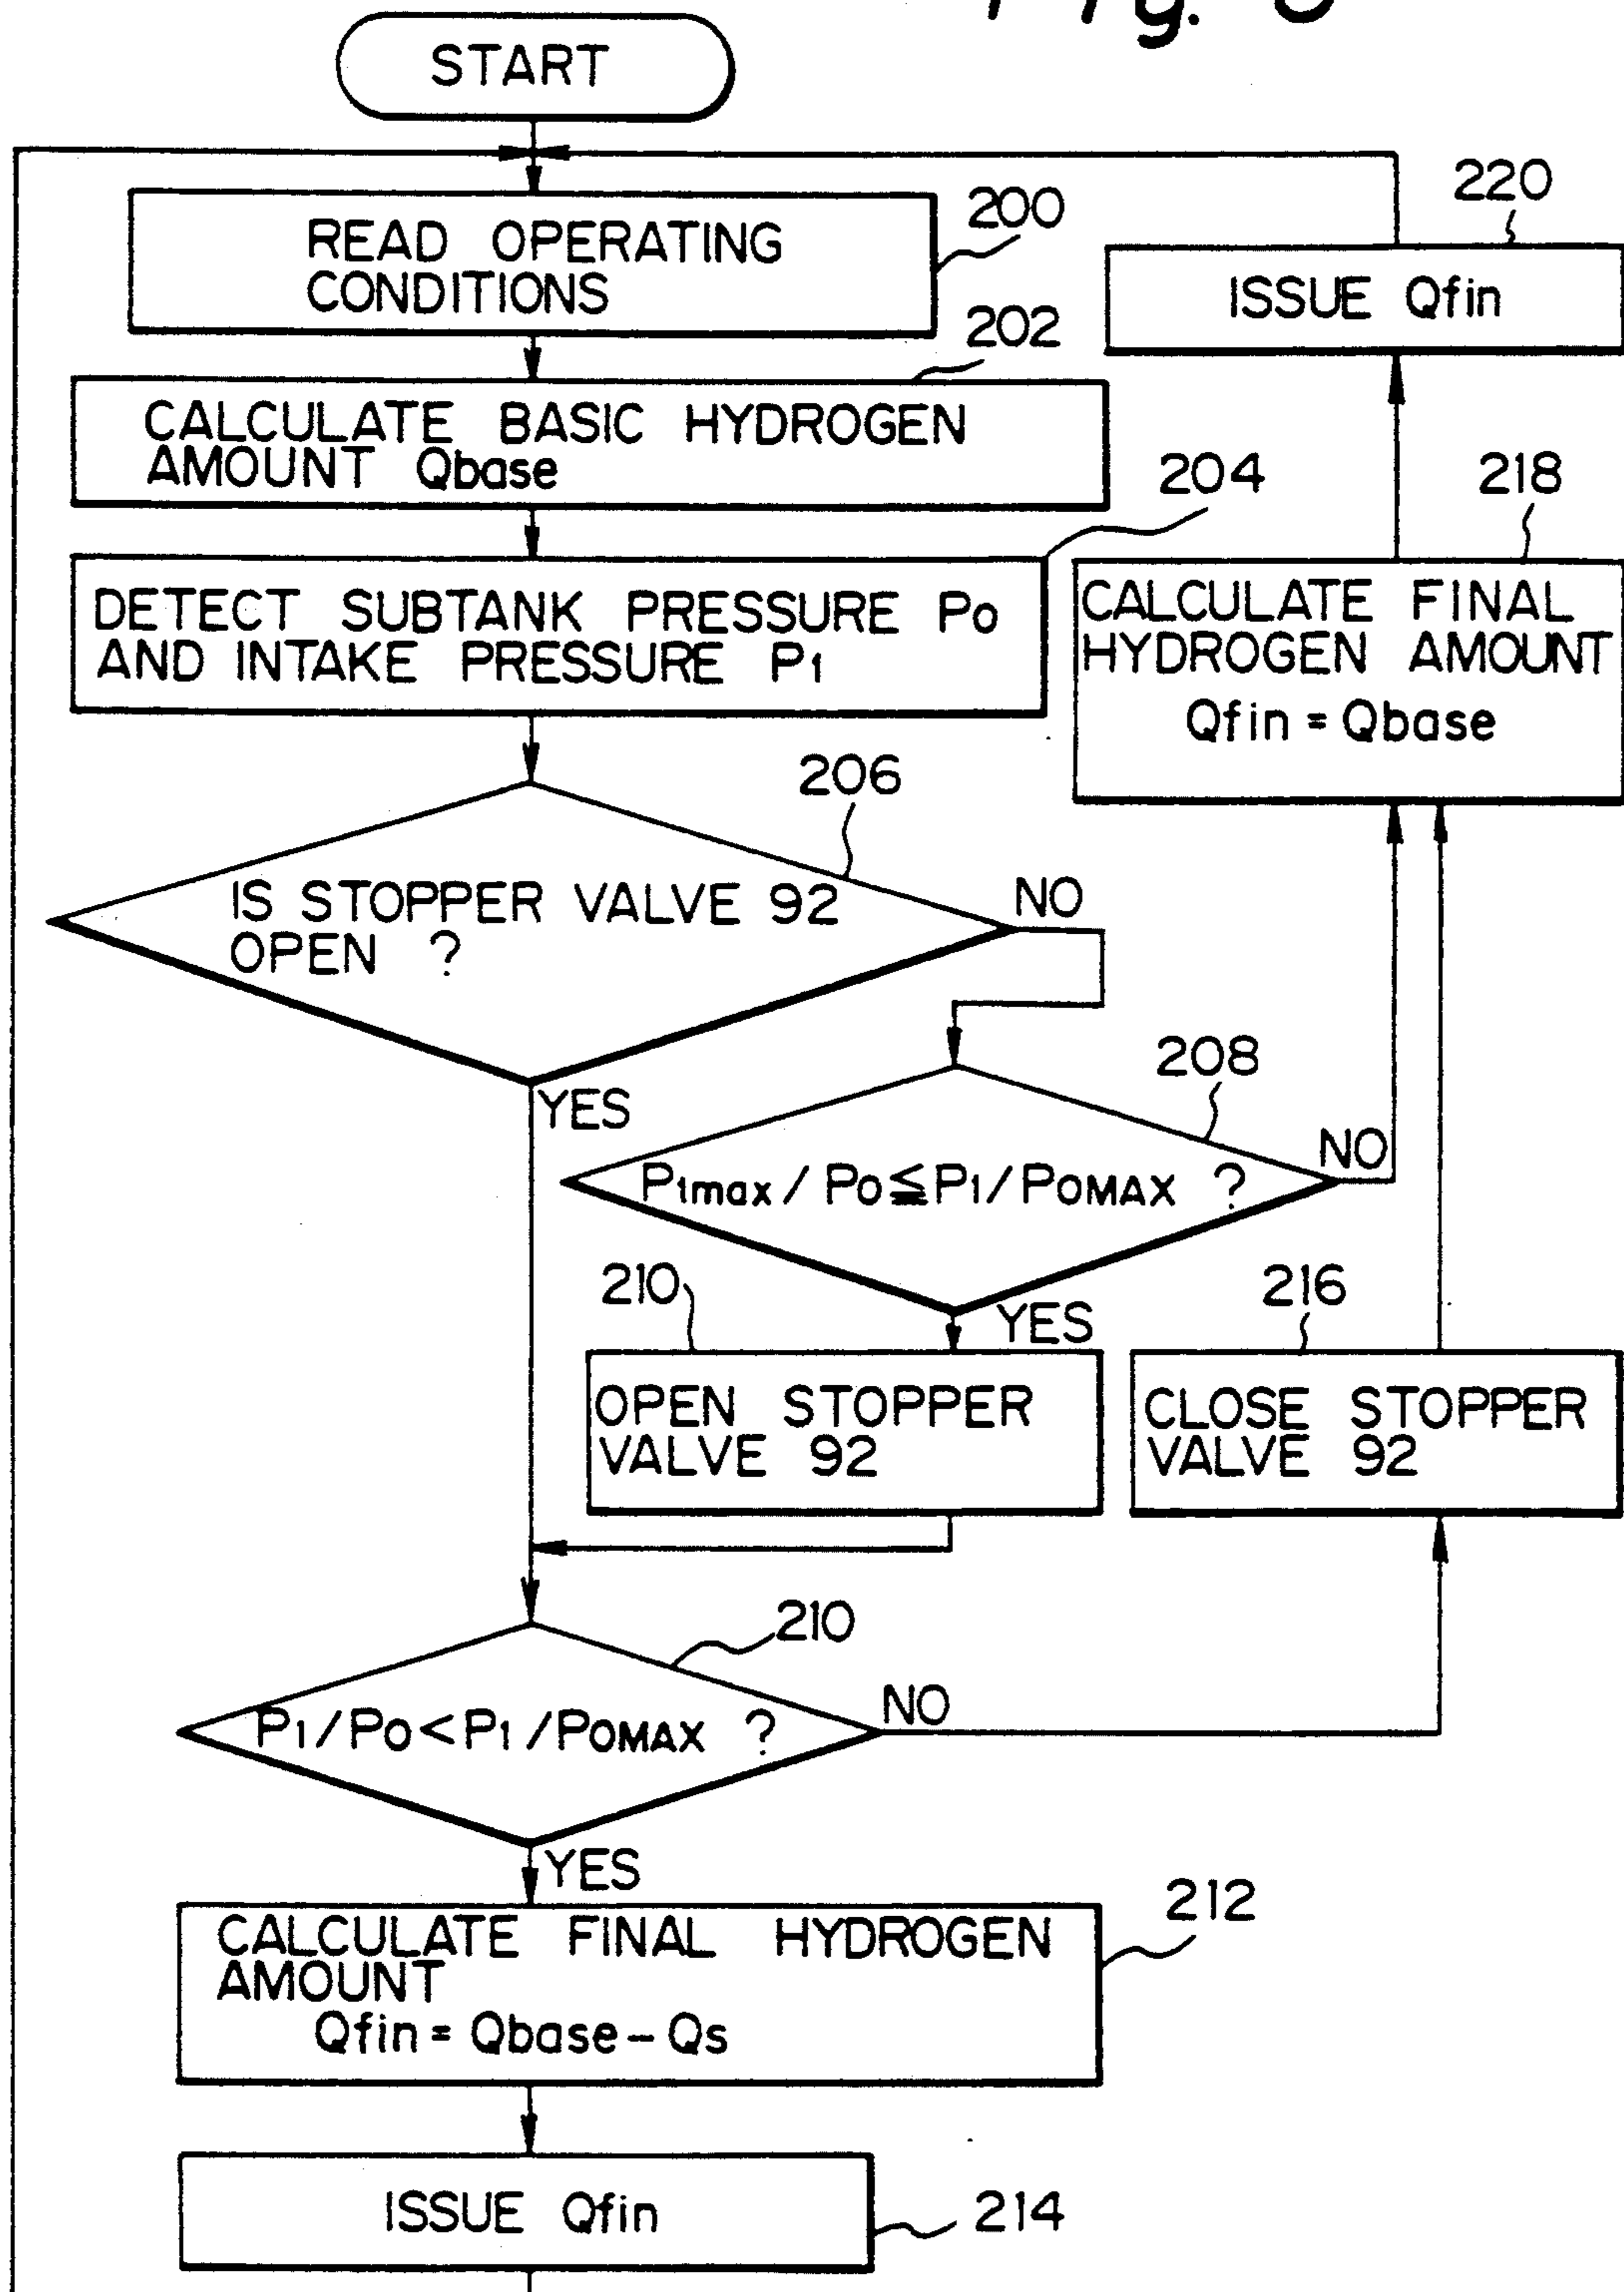 Fig.
START
200
READ OPERATING
CONDITIONS
220
ISSUE Qfin
202
CALCULATE BASIC HYDROGEN
AMOUNT Qbase
204
DETECT SUBTANK PRESSURE Po
AND INTAKE PRESSURE P1
218
CALCULATE FINAL
HYDROGEN AMOUNT
Qfin = Qbase
206
IS STOPPER VALVE 92
OPEN ?
NO
YES
208
P1max / Po ≦ P1 / POMAX ?
NO
YES
210
OPEN STOPPER
VALVE 92
216
CLOSE STOPPER
VALVE 92
210
P1 / Po < P1 / POMAX ?
NO
YES
212
CALCULATE FINAL HYDROGEN
AMOUNT
Qfin = Qbase - Qs
ISSUE Qfin
214